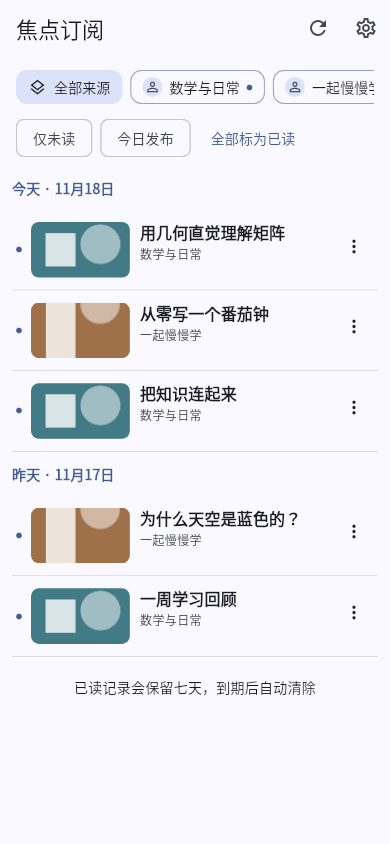 焦点订阅
全部来源
数学与日常
一起慢慢学
仅未读
今日发布
全部标为已读
今天 · 11月18日
用几何直觉理解矩阵
数学与日常
从零写一个番茄钟
一起慢慢学
把知识连起来
数学与日常
昨天 · 11月17日
为什么天空是蓝色的？
一起慢慢学
一周学习回顾
数学与日常
已读记录会保留七天，到期后自动清除